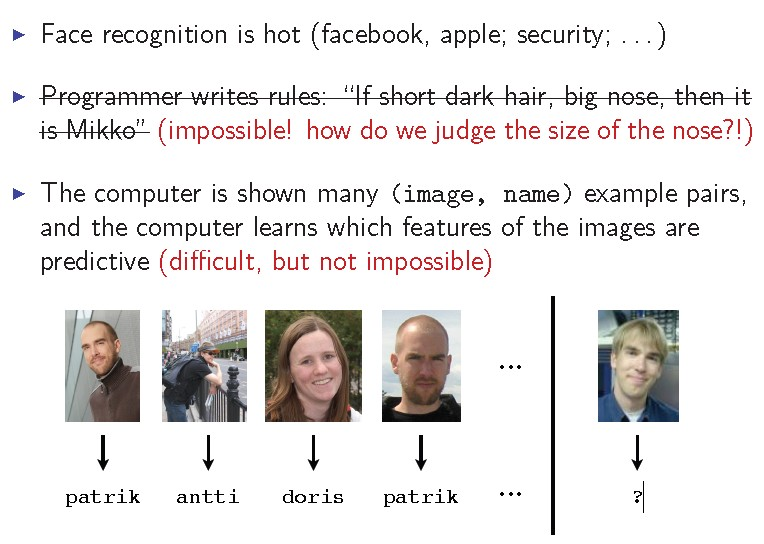 ▶ Face recognition is hot (facebook, apple; security; . . . )
▶ Programmer writes rules: “If short dark hair, big nose, then it
is Mikko” (impossible! how do we judge the size of the nose?!)
▶ The computer is shown many (image, name) example pairs,
and the computer learns which features of the images are
predictive (difficult, but not impossible)
...
patrik antti doris patrik ... ?